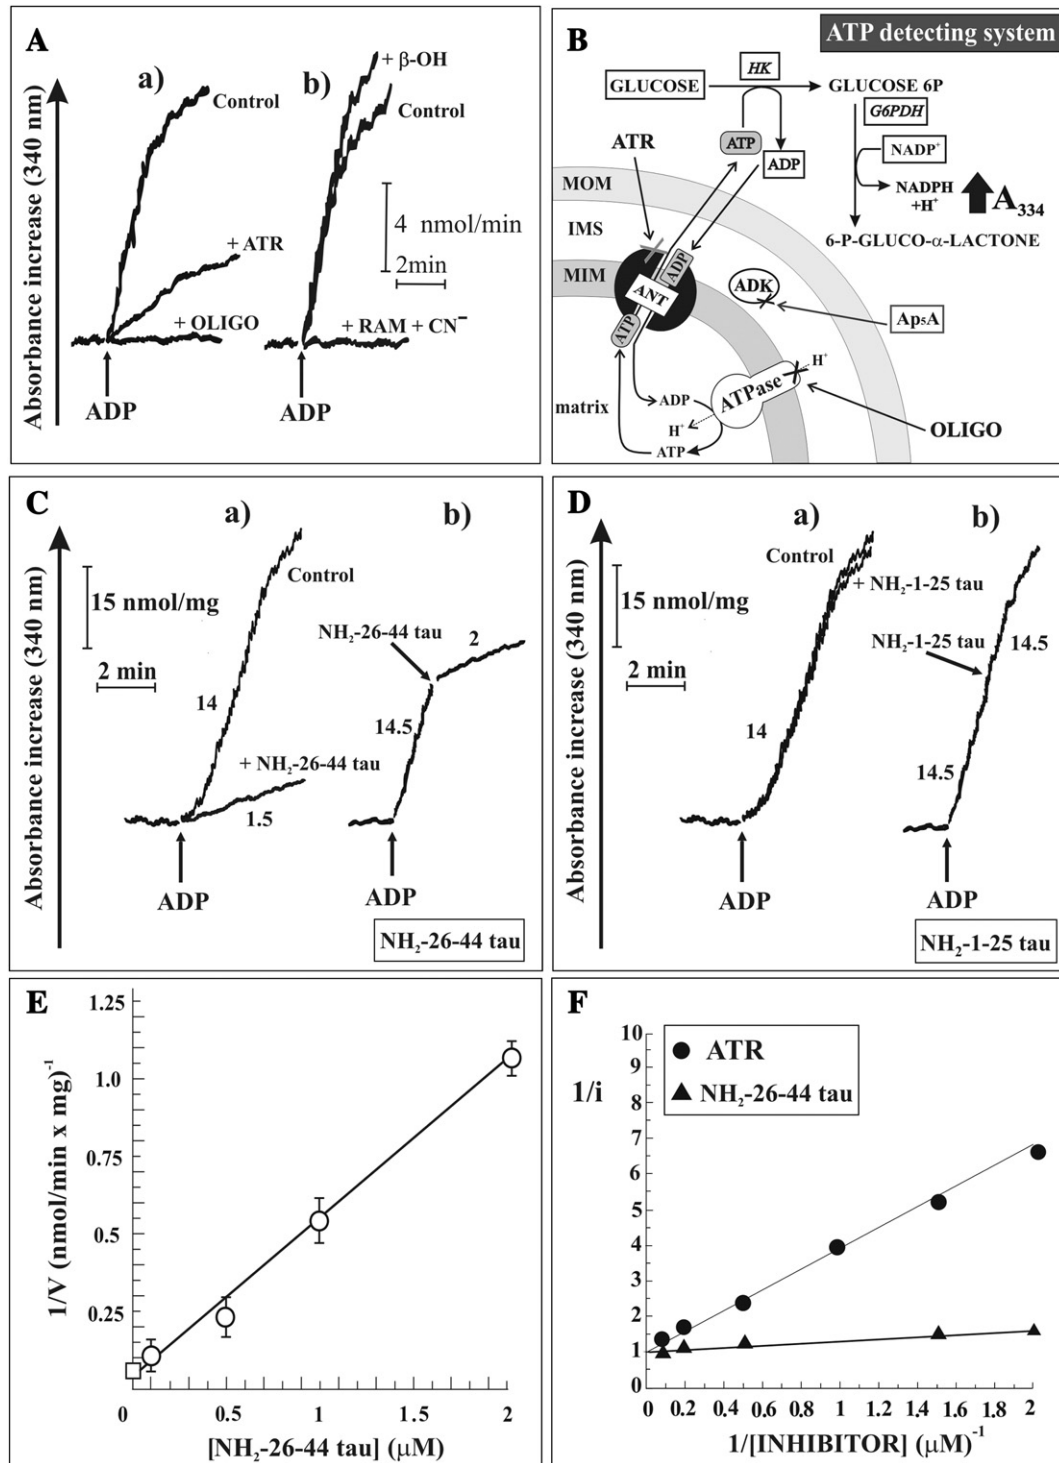 A
a)
b)
+ β-OH
Control
Control
+ ATR
4 nmol/min
2min
+ OLIGO
+ RAM + CN⁻
ADP
ADP
Absorbance increase (340 nm)
B
ATP detecting system
HK
GLUCOSE
GLUCOSE 6P
G6PDH
ATR
ATP
ADP
NADP⁺
NADPH
+H⁺
A₃₃₄
6-P-GLUCO-α-LACTONE
MOM
IMS
MIM
ADP
ANT
ATP
ADK
Ap₅A
matrix
ADP
H⁺
ATP
ATPase
H⁺
OLIGO
C
a)
b)
Control
15 nmol/mg
2 min
NH₂-26-44 tau
2
14
14.5
+ NH₂-26-44 tau
1.5
ADP
ADP
NH₂-26-44 tau
Absorbance increase (340 nm)
D
a)
b)
Control
+ NH₂-1-25 tau
15 nmol/mg
NH₂-1-25 tau
14.5
2 min
14
14.5
ADP
ADP
NH₂-1-25 tau
Absorbance increase (340 nm)
E
1.25
1.0
0.75
0.5
0.25
1/V (nmol/min x mg)⁻¹
0
0.5
1
1.5
2
[NH₂-26-44 tau] (μM)
F
ATR
NH₂-26-44 tau
1/i
10
9
8
7
6
5
4
3
2
1
0
0 0.2 0.4 0.6 0.8 1 1.2 1.4 1.6 1.8 2
1/[INHIBITOR] (μM)⁻¹